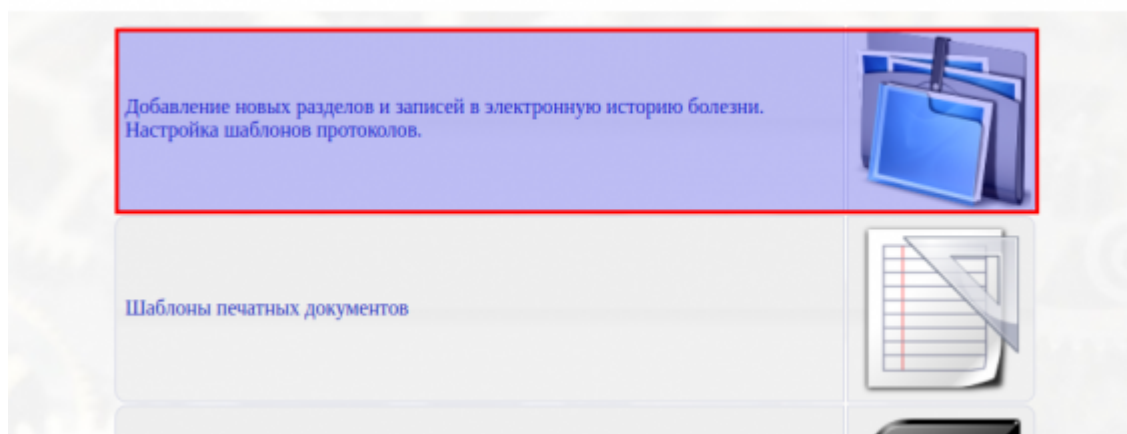 Добавление новых разделов и записей в электронную историю болезни.
Настройка шаблонов протоколов.
Шаблоны печатных документов